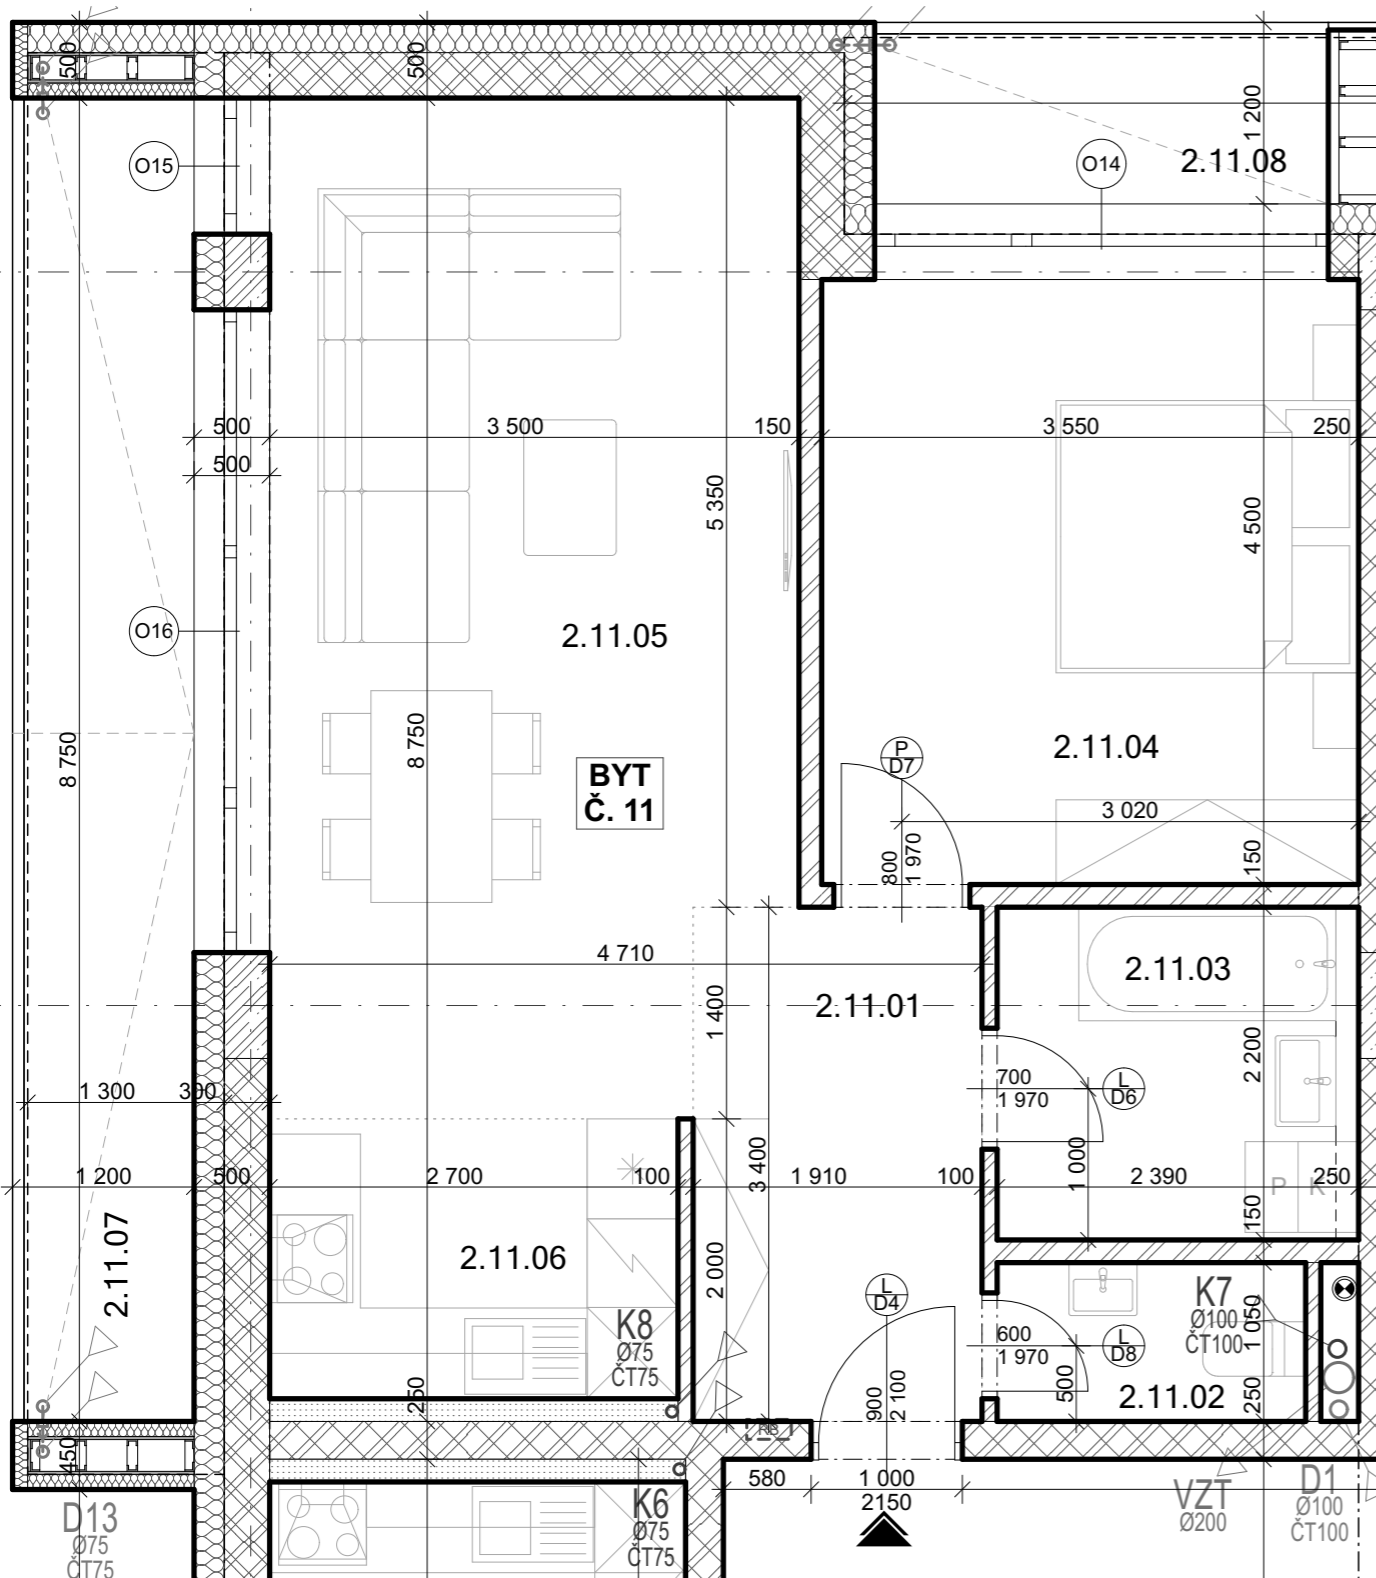 500
500
1 200
O15
O14
2.11.08
500
3 500
150
3 550
250
500
5 350
4 500
2.11.05
O16
8 750
8 750
BYT
Č. 11
2.11.04
P
D7
3 020
800
1 970
150
4 710
2.11.03
2.11.01
1 400
2 200
1 300
300
700
1 970
L
D6
3 400
1 000
1 200
500
2 700
100
1 910
100
2 390
250
P
K
150
2.11.07
2.11.06
2 000
L
D4
K8
Ø75
ČT75
K7
Ø100
ČT100
1 050
600
1 970
L
D8
500
2.11.02
250
250
900
2 100
RB
450
580
1 000
2150
D13
Ø75
ČT75
K6
Ø75
ČT75
VZT
Ø200
D1
Ø100
ČT100